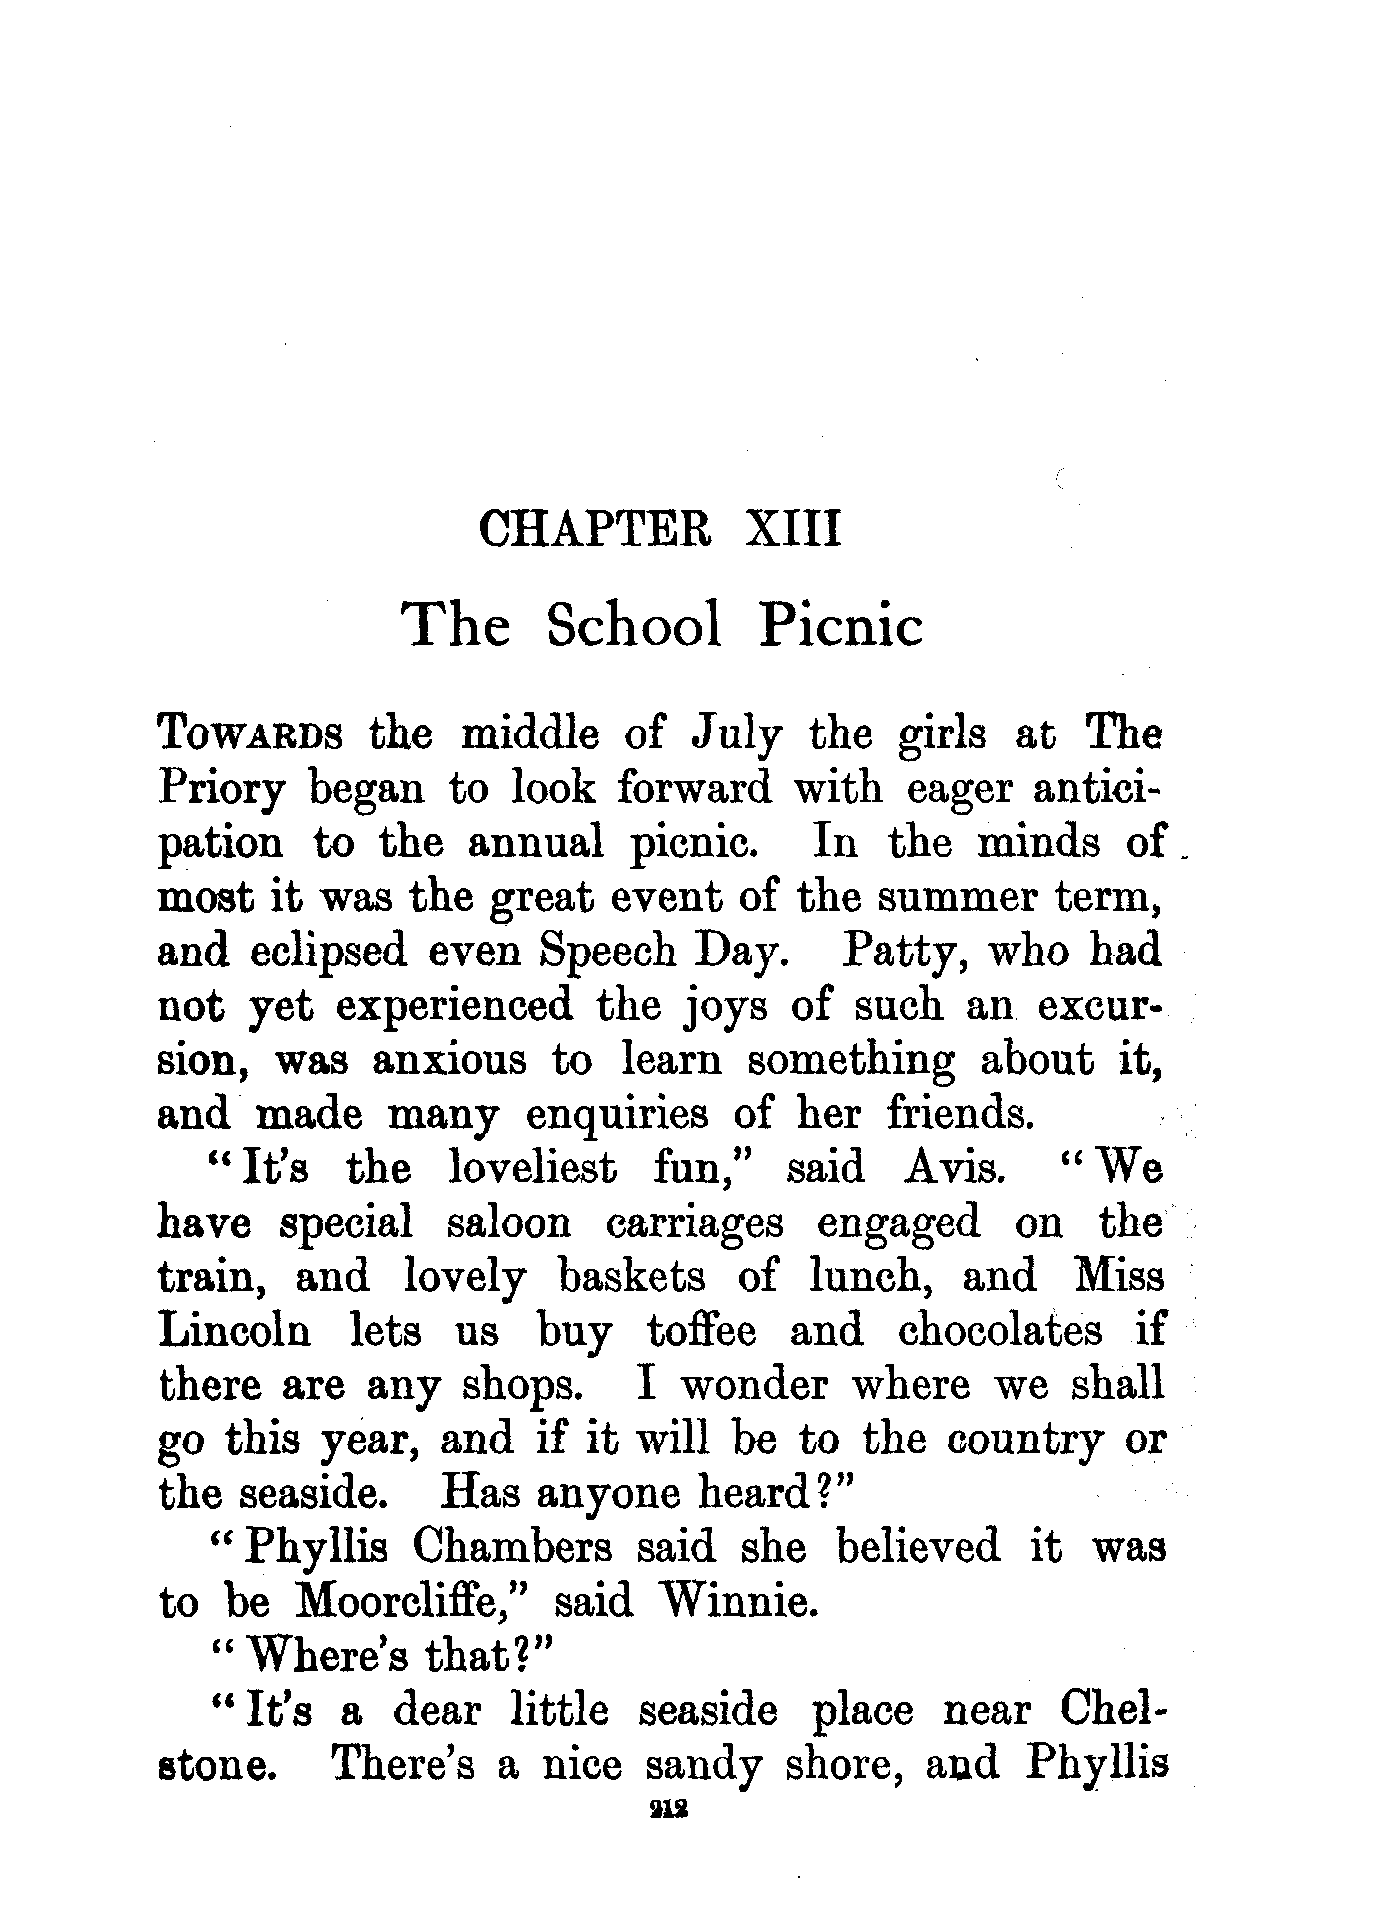 CHAPTER XIII
The School Picnic
TOWARDS the middle of July the girls at The
Priory began to look forward with eager antici-
pation to the annual picnic. In the minds of
most it was the great event of the summer term,
and eclipsed even Speech Day. Patty, who had
not yet experienced the joys of such an excur-
sion, was anxious to learn something about it,
and made many enquiries of her friends.
"It's the loveliest fun," said Avis. "We
have special saloon carriages engaged on the
train, and lovely baskets of lunch, and Miss
Lincoln lets us buy toffee and chocolates if
there are any shops. I wonder where we shall
go this year, and if it will be to the country or
the seaside. Has anyone heard?"
"Phyllis Chambers said she believed it was
to be Moorcliffe," said Winnie.
"Where's that?"
"It's a dear little seaside place near Chel-
stone. There's a nice sandy shore, and Phyllis
212